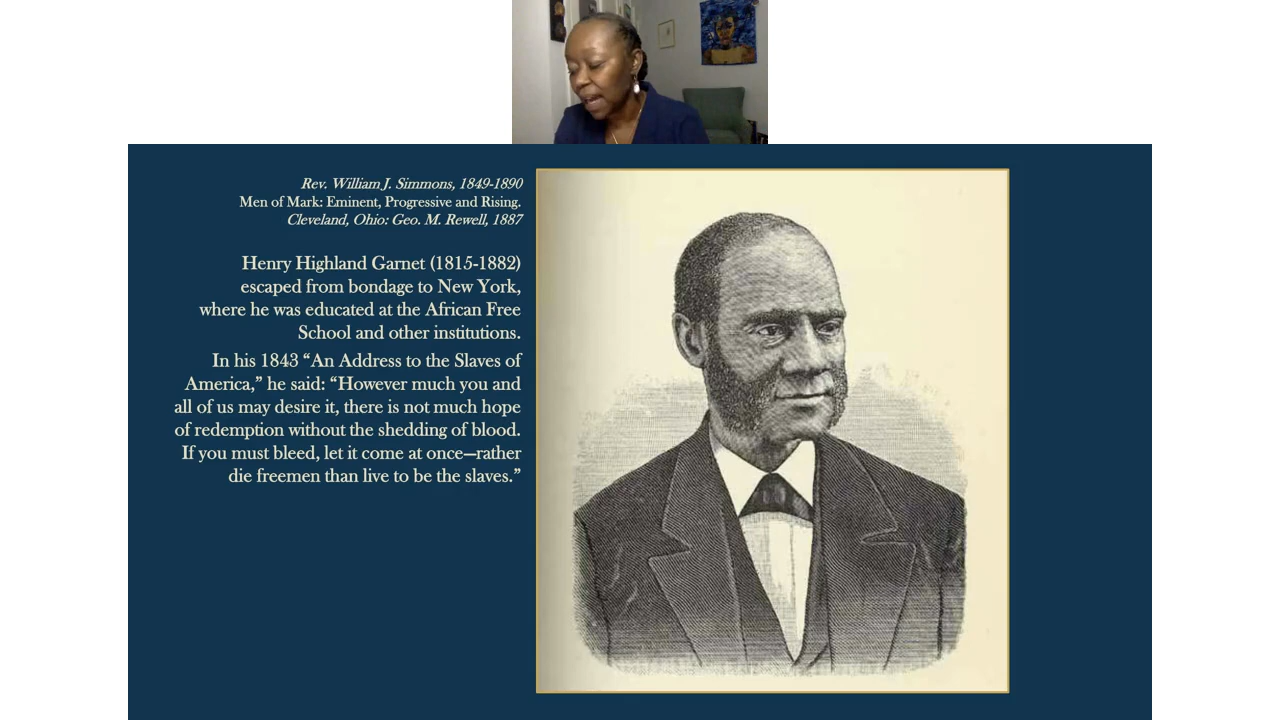 Rev. William J. Simmons, 1849-1890
Men of Mark: Eminent, Progressive and Rising.
Cleveland, Ohio: Geo. M. Rewell, 1887
Henry Highland Garnet (1815-1882)
escaped from bondage to New York,
where he was educated at the African Free
School and other institutions.
In his 1843 “An Address to the Slaves of
America,” he said: “However much you and
all of us may desire it, there is not much hope
of redemption without the shedding of blood.
If you must bleed, let it come at once—rather
die freemen than live to be the slaves.”